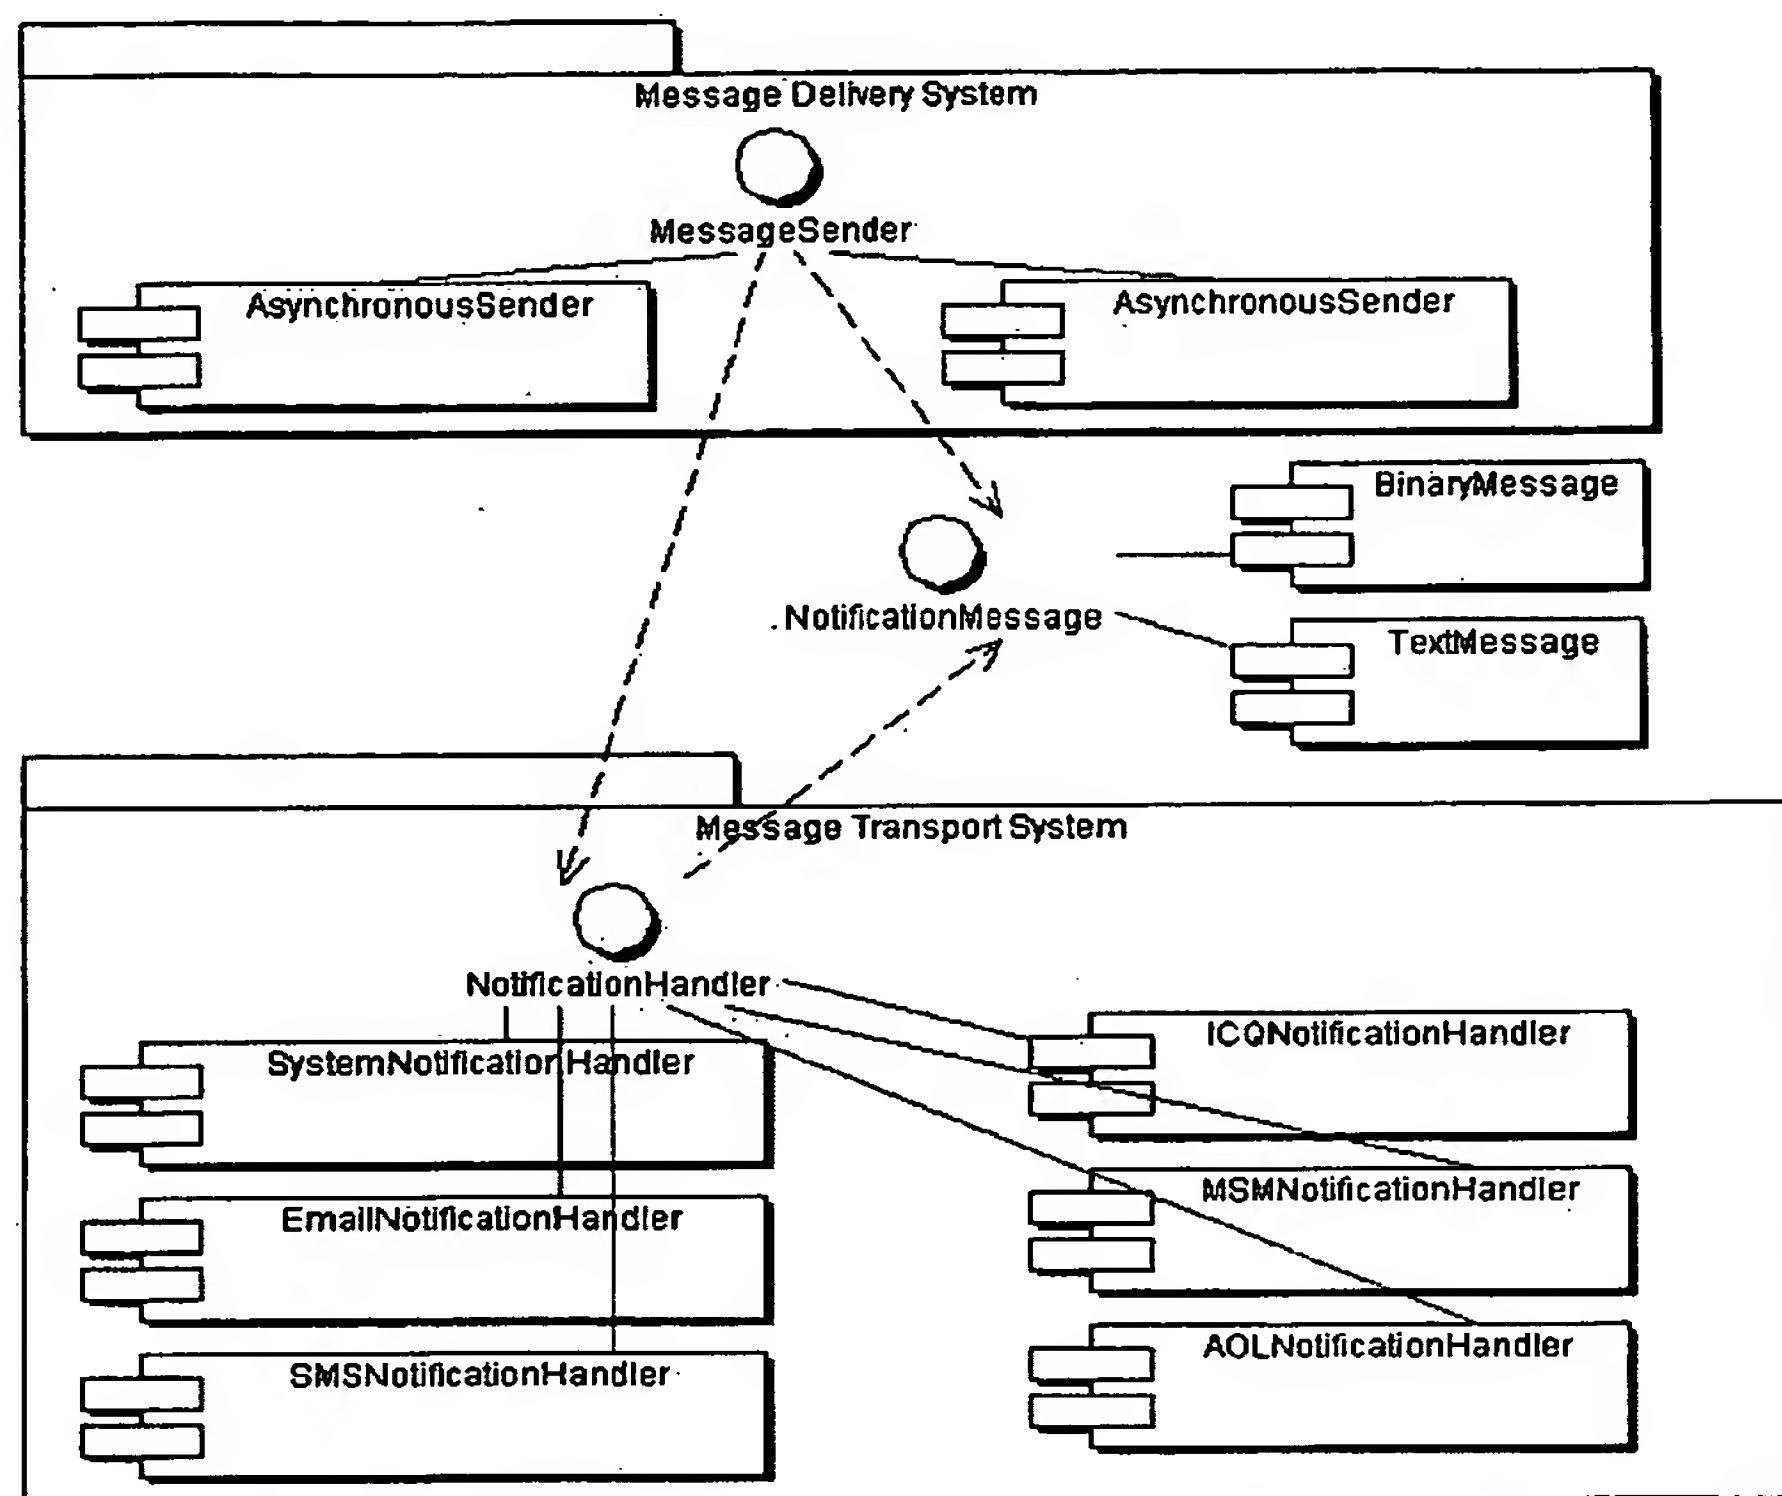 Message Delivery System
MessageSender
AsynchronousSender
AsynchronousSender
BinaryMessage
NotificationMessage
TextMessage
Message Transport System
NotificationHandler
ICQNotificationHandler
SystemNotificationHandler
MSMNotificationHandler
EmailNotificationHandler
AOLNotificationHandler
SMSNotificationHandler